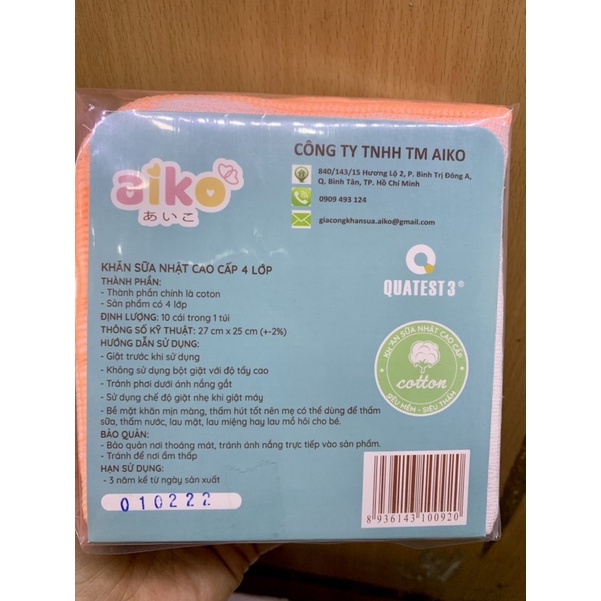 aiko
あいこ
CÔNG TY TNHH TM AIKO
840/143/15 Hương Lộ 2, P. Bình Trị Đông A,
Q. Bình Tân, TP. Hồ Chí Minh
0909 493 124
giacongkhansua.aiko@gmail.com
QUATEST 3®
KHĂN SỮA NHẬT CAO CẤP 4 LỚP
THÀNH PHẦN:
- Thành phần chính là coton
- Sản phẩm có 4 lớp
ĐỊNH LƯỢNG: 10 cái trong 1 túi
THÔNG SỐ KỸ THUẬT: 27 cm x 25 cm (+-2%)
HƯỚNG DẪN SỬ DỤNG:
- Giặt trước khi sử dụng
- Không sử dụng bột giặt với độ tẩy cao
- Tránh phơi dưới ánh nắng gắt
- Sử dụng chế độ giặt nhẹ khi giặt máy
- Bề mặt khăn mịn màng, thấm hút tốt nên mẹ có thể dùng để thấm
sữa, thấm nước, lau mặt, lau miệng hay lau mồ hôi cho bé.
BẢO QUẢN:
- Bảo quản nơi thoáng mát, tránh ánh nắng trực tiếp vào sản phẩm.
- Tránh để nơi ẩm thấp
HẠN SỬ DỤNG:
- 3 năm kể từ ngày sản xuất
010222
KHĂN SỮA NHẬT CAO CẤP
cotton
SIÊU MỀM - SIÊU THẤM
8 936143 100920